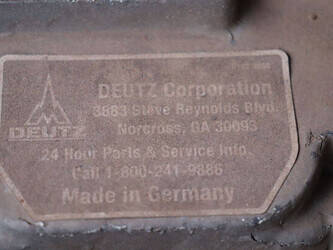 DEUTZ Corporation
3883 Steve Reynolds Blvd.
Norcross, GA 30093
DEUTZ
24 Hour Parts & Service Info.
Call 1-800-241-9886
Made in Germany